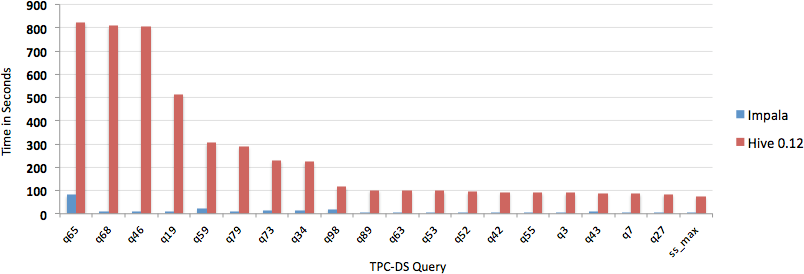 900
800
700
600
500
400
300
200
100
0
Time in Seconds
q65 q68 q46 q19 q59 q79 q73 q34 q98 q89 q63 q53 q52 q42 q55 q3 q43 q7 q27 ss_max
TPC-DS Query
Impala
Hive 0.12